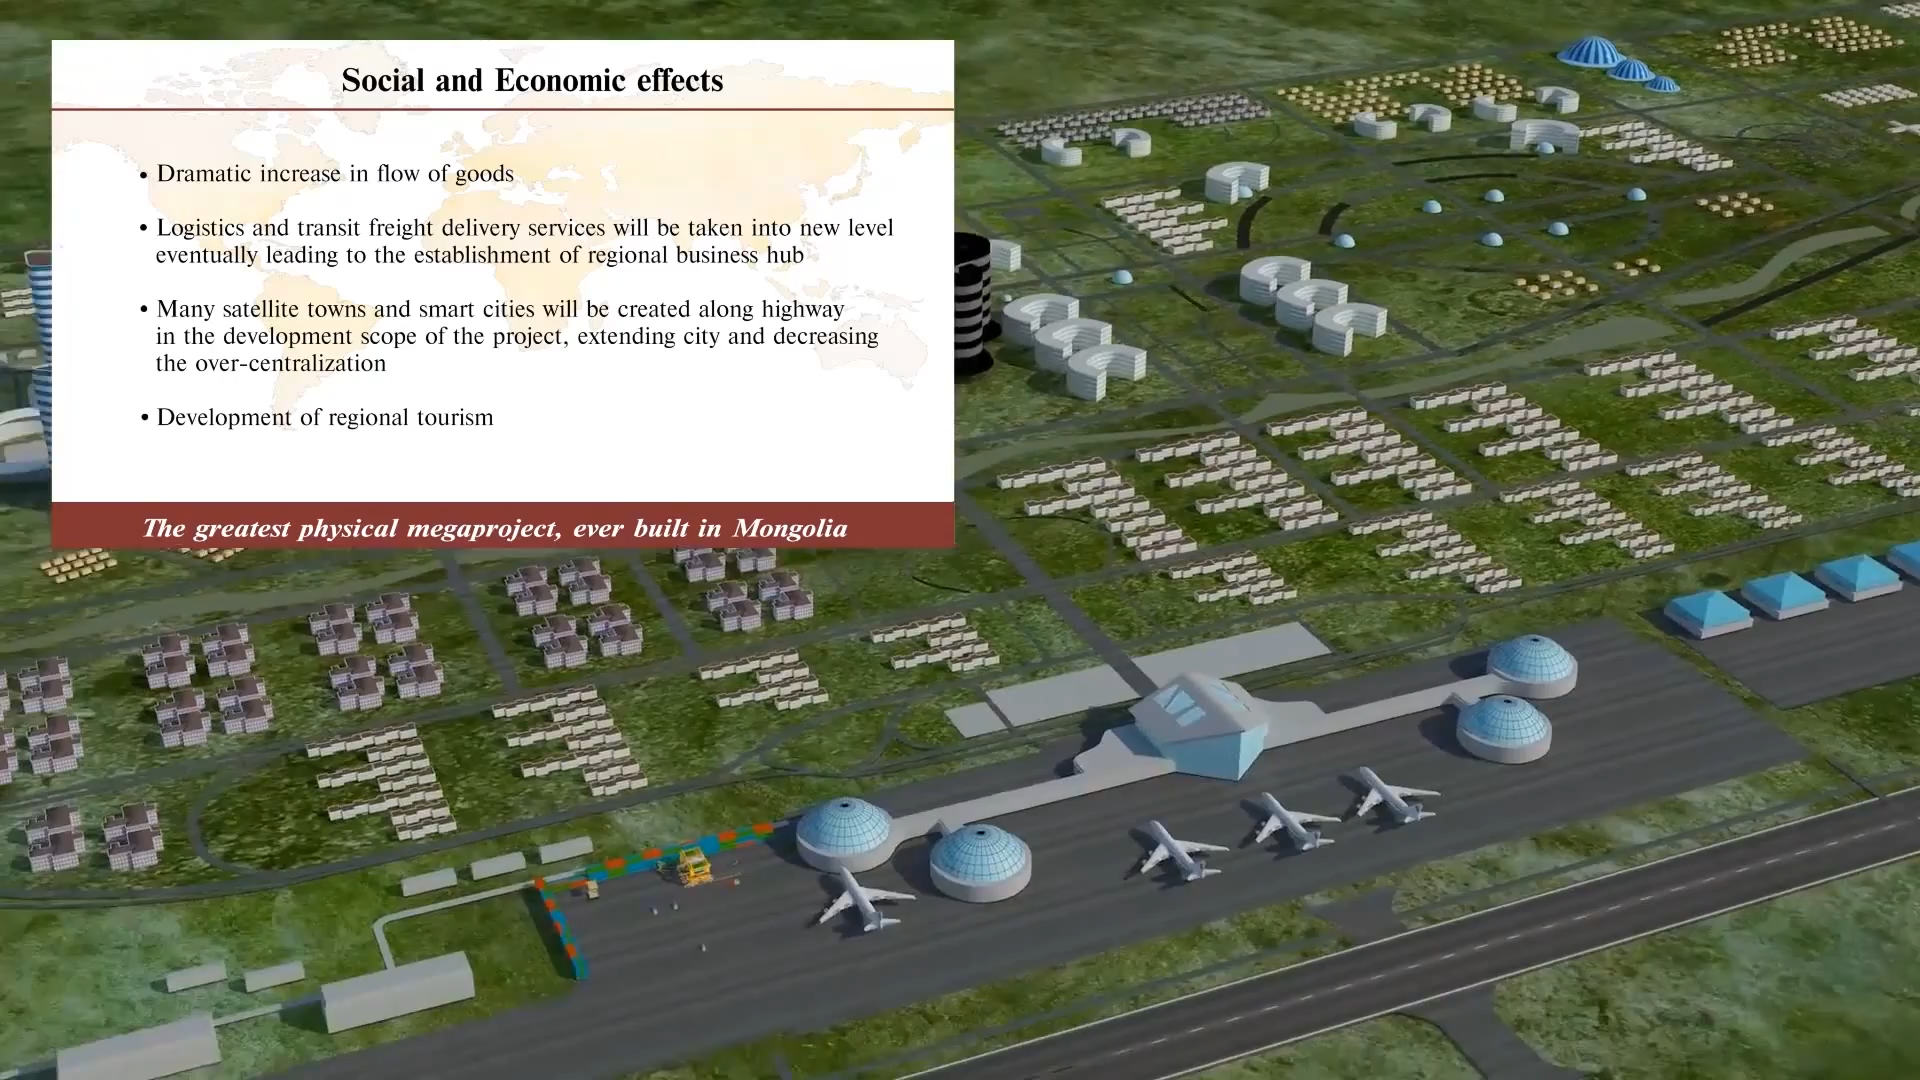 Social and Economic effects
• Dramatic increase in flow of goods
• Logistics and transit freight delivery services will be taken into new level
eventually leading to the establishment of regional business hub
• Many satellite towns and smart cities will be created along highway
in the development scope of the project, extending city and decreasing
the over-centralization
• Development of regional tourism
The greatest physical megaproject, ever built in Mongolia